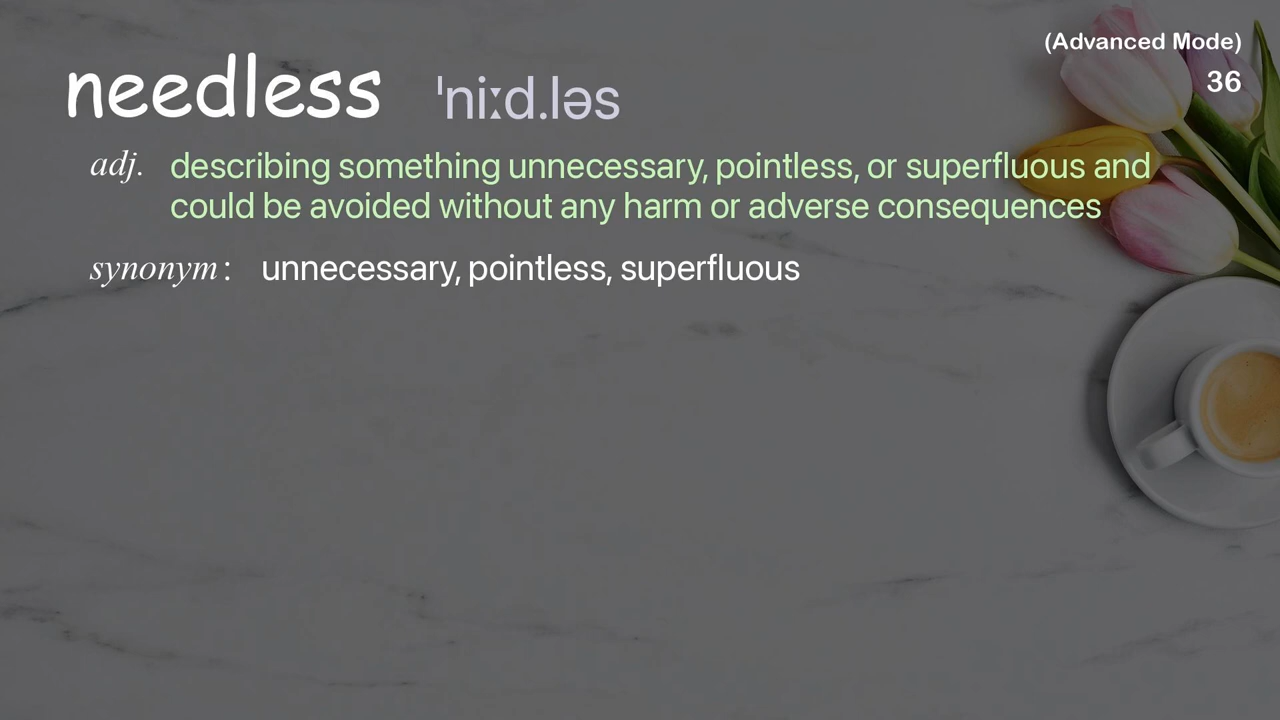 (Advanced Mode)
36
needless ˈniːd.ləs
adj. describing something unnecessary, pointless, or superfluous and
could be avoided without any harm or adverse consequences
synonym : unnecessary, pointless, superfluous